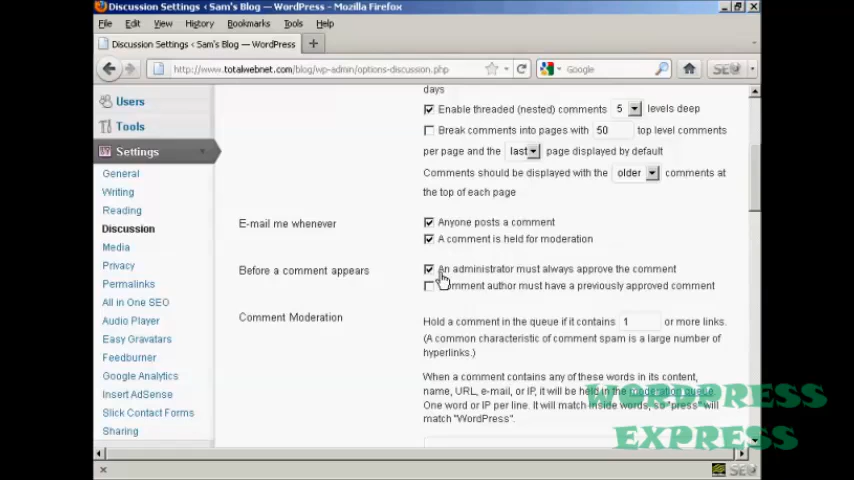 Discussion Settings ‹ Sam's Blog — WordPress - Mozilla Firefox
File Edit View History Bookmarks Tools Help
Discussion Settings ‹ Sam's Blog — WordPress
http://www.totalwebnet.com/blog/wp-admin/options-discussion.php
Google
SEO
days
Users
Enable threaded (nested) comments 5 levels deep
Tools
Break comments into pages with 50 top level comments
Settings
per page and the last page displayed by default
General
Comments should be displayed with the older comments at
the top of each page
Writing
Reading
E-mail me whenever
Anyone posts a comment
Discussion
A comment is held for moderation
Media
Privacy
Before a comment appears
An administrator must always approve the comment
Permalinks
Comment author must have a previously approved comment
All in One SEO
Audio Player
Comment Moderation
Hold a comment in the queue if it contains 1 or more links.
(A common characteristic of comment spam is a large number of
hyperlinks.)
Easy Gravatars
Feedburner
Google Analytics
When a comment contains any of these words in its content,
name, URL, e-mail, or IP, it will be held in the moderation queue.
One word or IP per line. It will match inside words, so "press" will
match "WordPress".
Insert AdSense
Slick Contact Forms
Sharing
WORDPRESS
EXPRESS
SEO